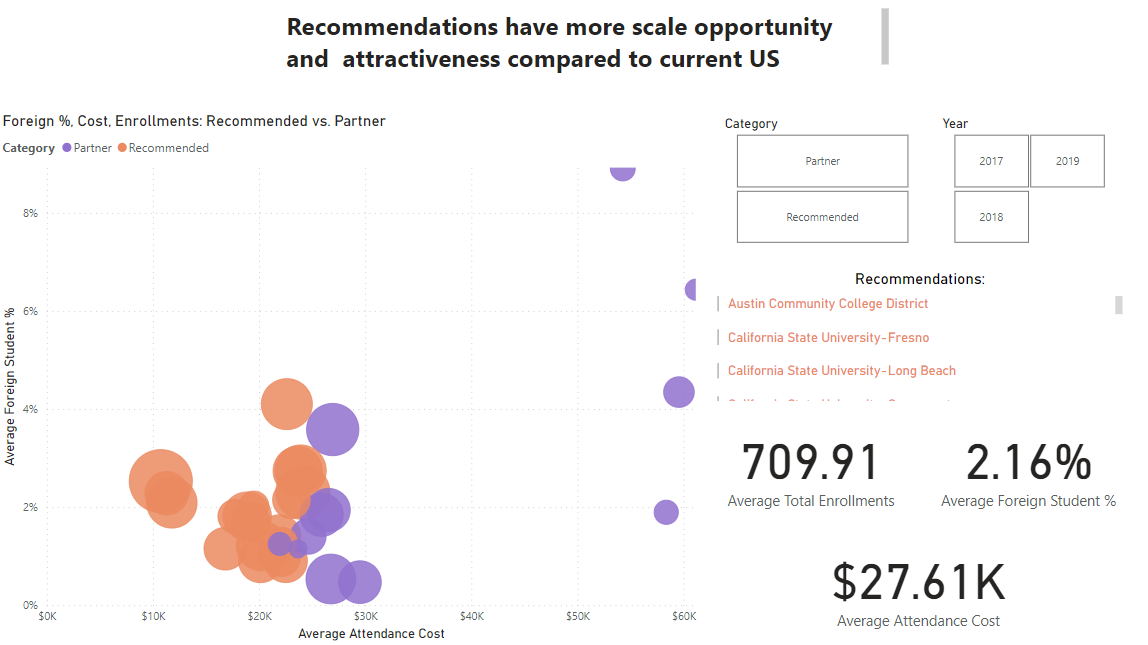 Recommendations have more scale opportunity
and attractiveness compared to current US
Foreign %, Cost, Enrollments: Recommended vs. Partner
Category Partner Recommended
8%
6%
4%
2%
0%
Average Foreign Student %
$0K $10K $20K $30K $40K $50K $60K
Average Attendance Cost
Category
Partner
Recommended
Year
2017 2019
2018
Recommendations:
Austin Community College District
California State University-Fresno
California State University-Long Beach
709.91
Average Total Enrollments
2.16%
Average Foreign Student %
$27.61K
Average Attendance Cost